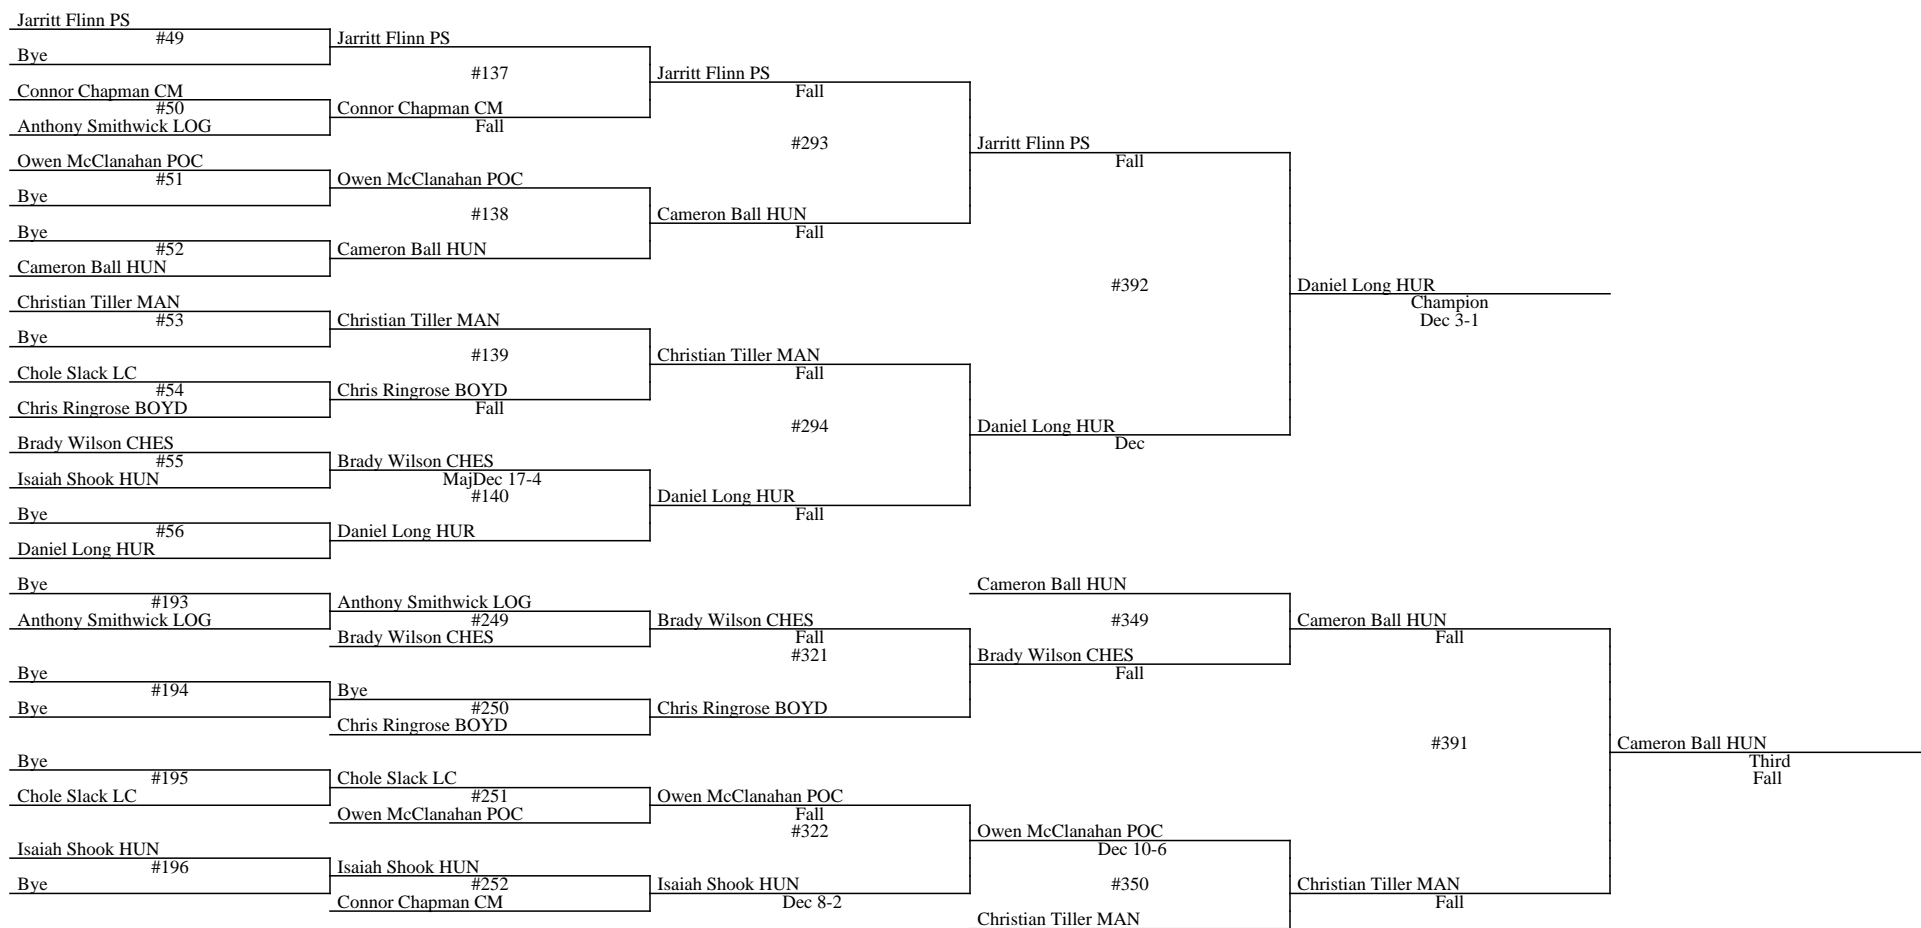 Jarritt Flinn PS
#49
Bye
Jarritt Flinn PS
#137
Connor Chapman CM
#50
Anthony Smithwick LOG
Connor Chapman CM
Fall
Jarritt Flinn PS
Fall
#293
Owen McClanahan POC
#51
Bye
Owen McClanahan POC
#138
Bye
#52
Cameron Ball HUN
Cameron Ball HUN
Cameron Ball HUN
Fall
Jarritt Flinn PS
Fall
#392
Christian Tiller MAN
#53
Bye
Christian Tiller MAN
#139
Chole Slack LC
#54
Chris Ringrose BOYD
Chris Ringrose BOYD
Fall
Christian Tiller MAN
Fall
#294
Brady Wilson CHES
#55
Isaiah Shook HUN
Brady Wilson CHES
MajDec 17-4
#140
Bye
#56
Daniel Long HUR
Daniel Long HUR
Daniel Long HUR
Fall
Daniel Long HUR
Dec
Daniel Long HUR
Champion
Dec 3-1
Bye
#193
Anthony Smithwick LOG
Anthony Smithwick LOG
#249
Brady Wilson CHES
Brady Wilson CHES
Fall
#321
Bye
#194
Bye
Bye
#250
Chris Ringrose BOYD
Chris Ringrose BOYD
Cameron Ball HUN
#349
Brady Wilson CHES
Fall
Cameron Ball HUN
Fall
#391
Bye
#195
Chole Slack LC
Chole Slack LC
#251
Owen McClanahan POC
Owen McClanahan POC
Fall
#322
Isaiah Shook HUN
#196
Bye
Isaiah Shook HUN
#252
Connor Chapman CM
Isaiah Shook HUN
Dec 8-2
Owen McClanahan POC
Dec 10-6
#350
Christian Tiller MAN
Christian Tiller MAN
Fall
Cameron Ball HUN
Third
Fall